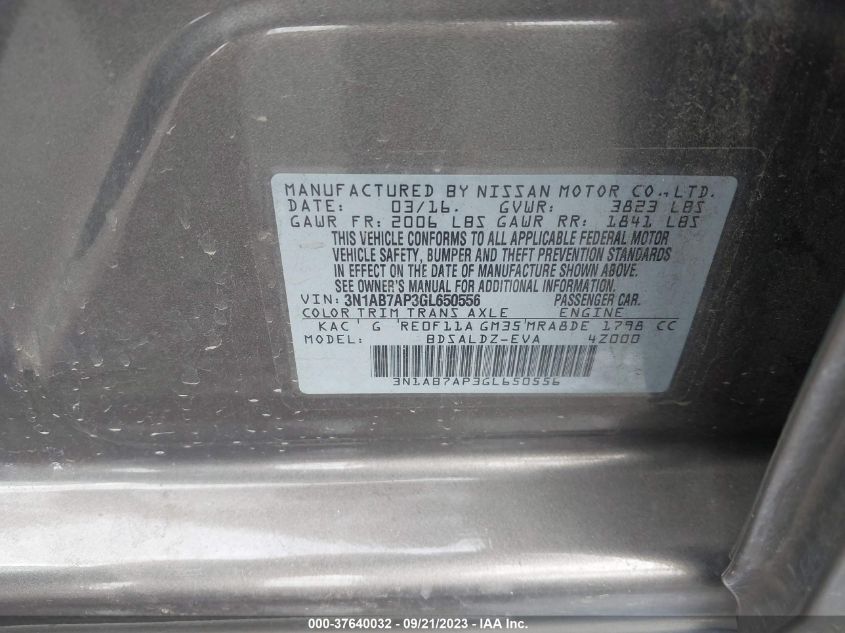 MANUFACTURED BY NISSAN MOTOR CO., LTD.
DATE: 03/16. GVWR: 3823 LBS
GAWR FR: 2006 LBS GAWR RR: 1841 LBS
THIS VEHICLE CONFORMS TO ALL APPLICABLE FEDERAL MOTOR
VEHICLE SAFETY, BUMPER AND THEFT PREVENTION STANDARDS
IN EFFECT ON THE DATE OF MANUFACTURE SHOWN ABOVE.
SEE OWNER'S MANUAL FOR ADDITIONAL INFORMATION.
VIN: 3N1AB7AP3GL650556 PASSENGER CAR.
COLOR TRIM TRANS AXLE ENGINE
KAC G RE0F11A GM35 MRA8DE 1798 CC
MODEL: BDSALDZ-EVA 4Z000
3N1AB7AP3GL650556
000-37640032 - 09/21/2023 - IAA Inc.